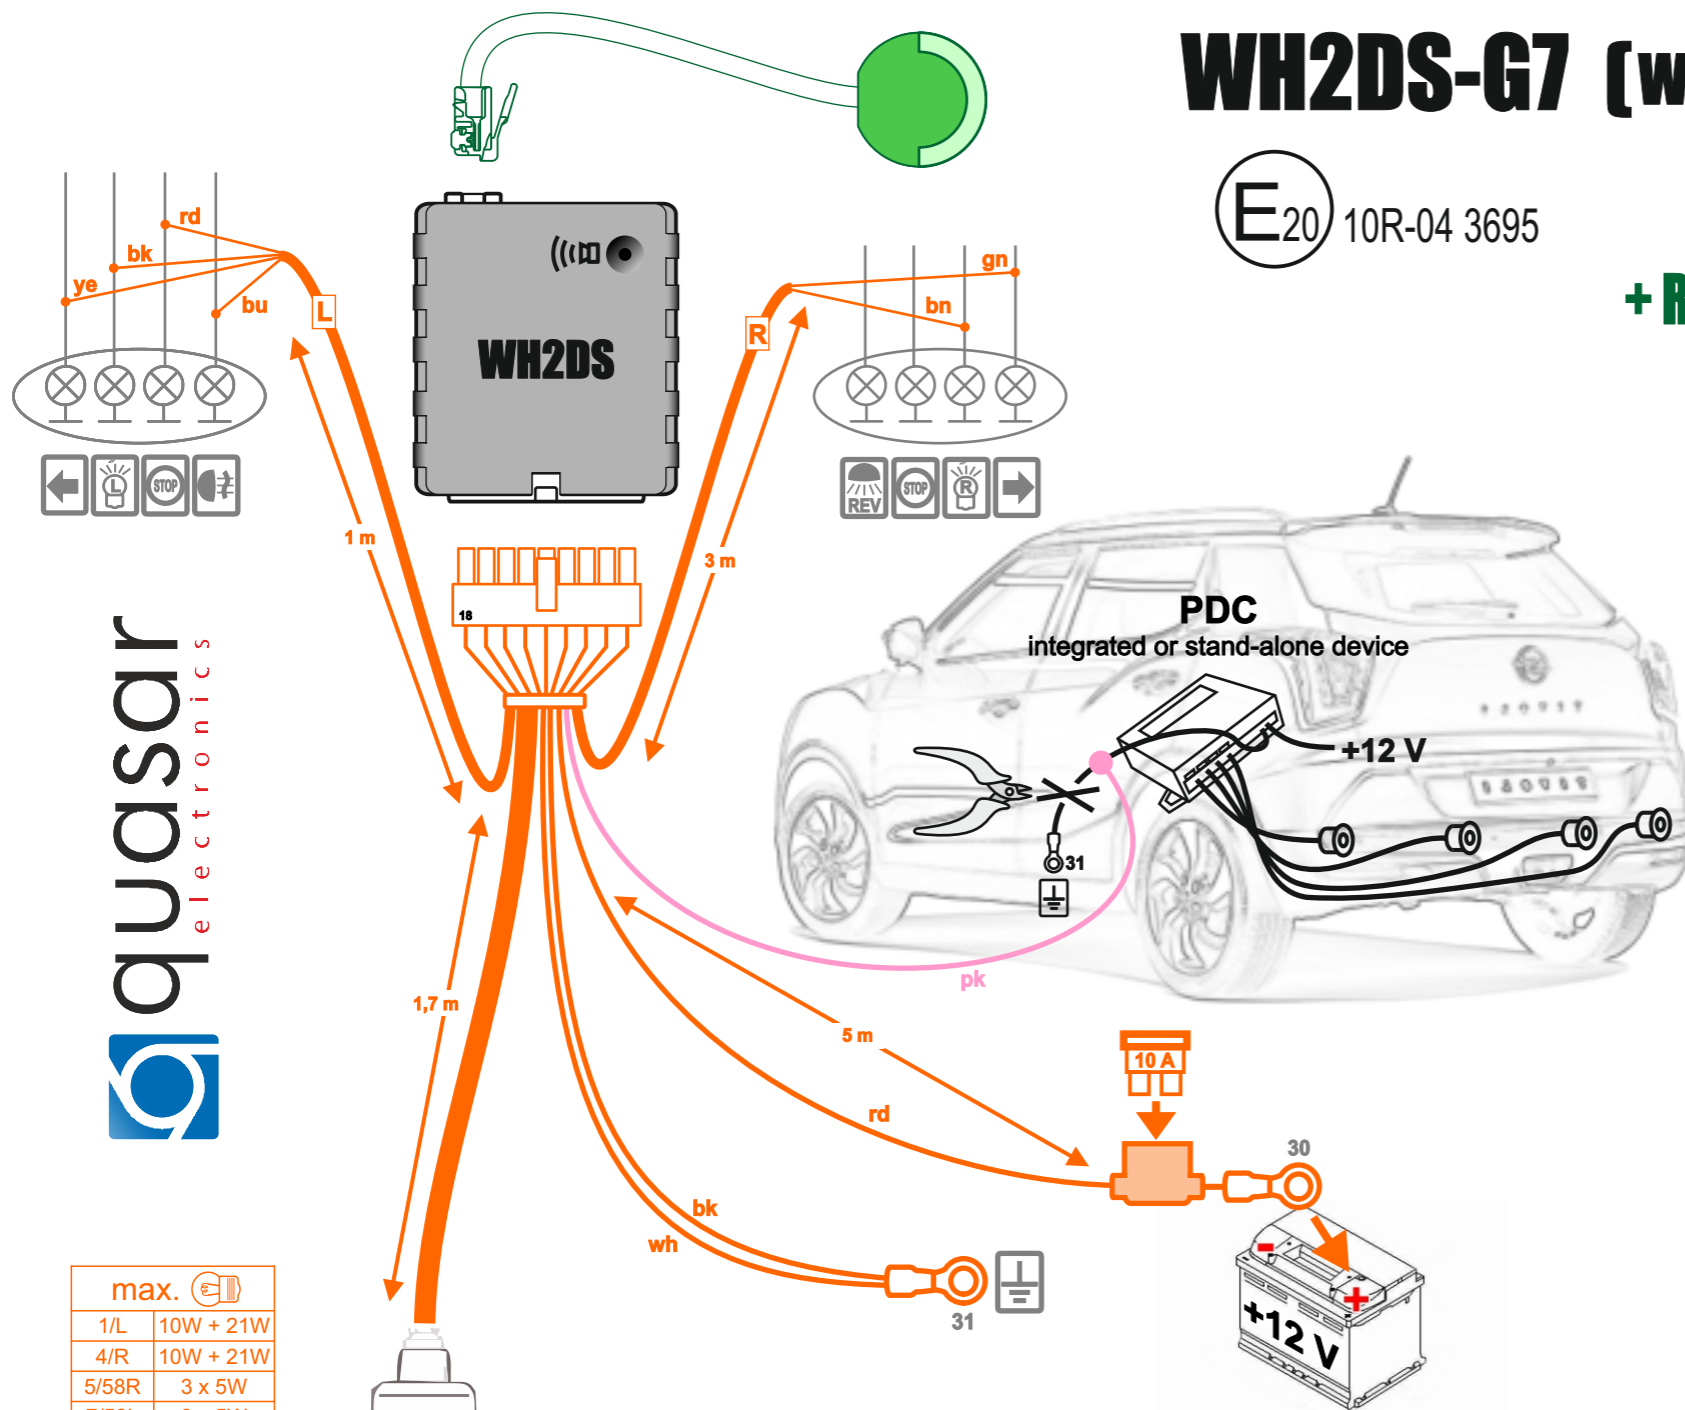 WH2DS-G7 (w
E20 10R-04 3695
+ R
rd
bk
ye
bu
L
gn
bn
R
WH2DS
L
STOP
REV
STOP
R
1 m
3 m
18
PDC
integrated or stand-alone device
+12 V
31
quasar
electronics
pk
1,7 m
5 m
10 A
rd
30
bk
wh
31
- +
+12 V
max.
1/L 10W + 21W
4/R 10W + 21W
5/58R 3 x 5W